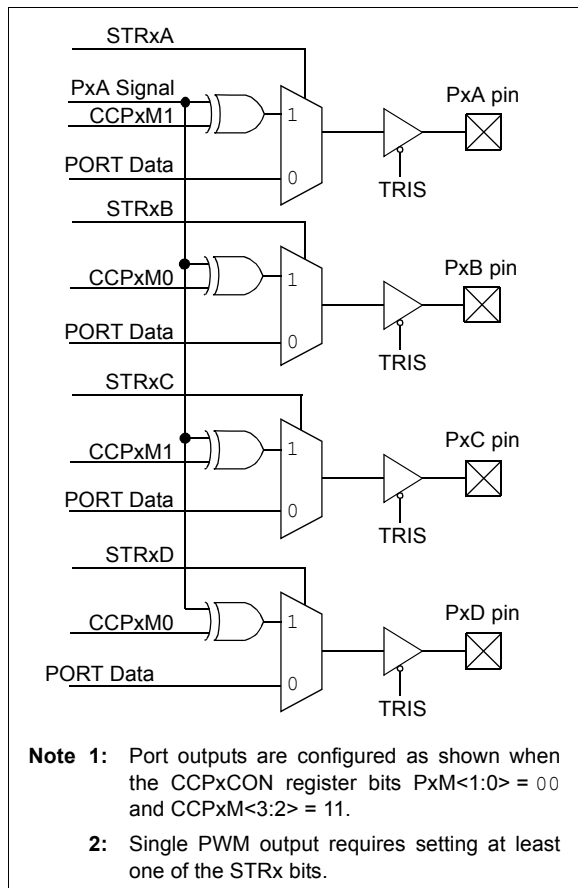 STRxA
PxA Signal
CCPxM1
1
PORT Data
0
PxA pin
TRIS
STRxB
CCPxM0
1
PORT Data
0
PxB pin
TRIS
STRxC
CCPxM1
1
PORT Data
0
PxC pin
TRIS
STRxD
CCPxM0
1
PORT Data
0
PxD pin
TRIS
Note 1: Port outputs are configured as shown when
the CCPxCON register bits PxM<1:0> = 00
and CCPxM<3:2> = 11.
2: Single PWM output requires setting at least
one of the STRx bits.